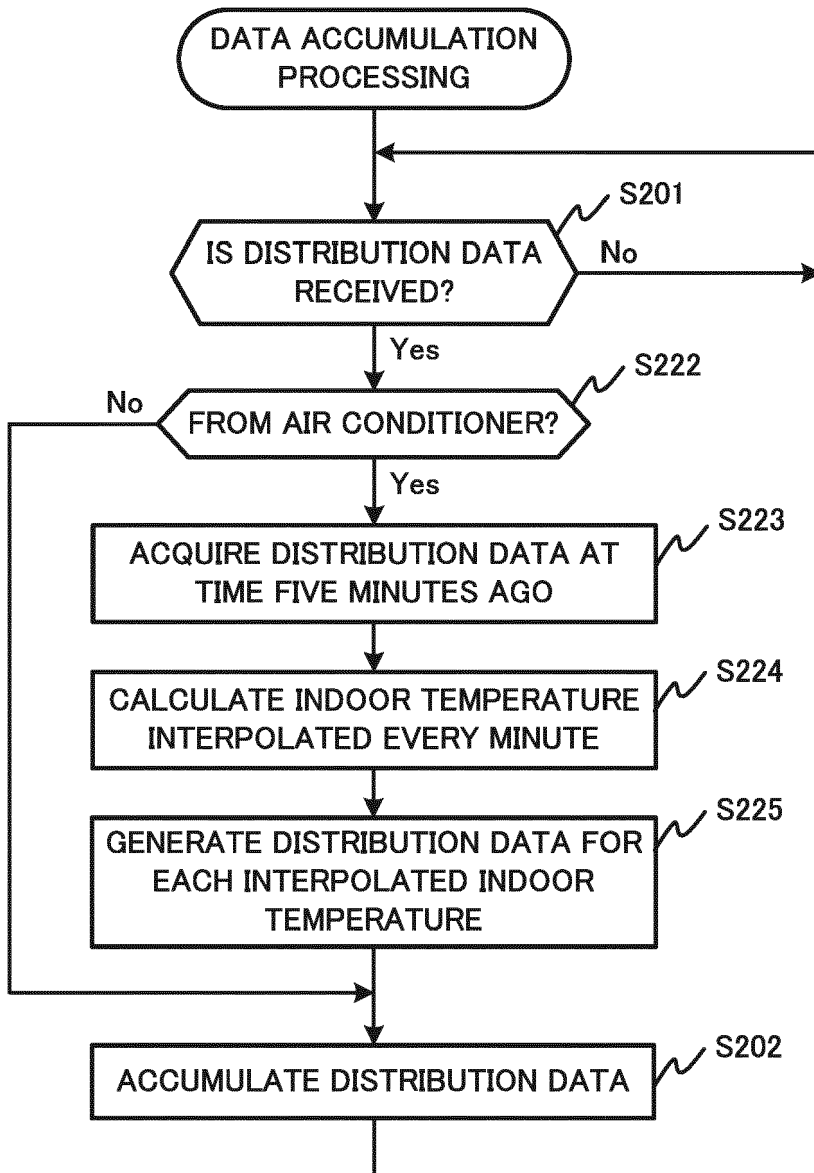 DATA ACCUMULATION
PROCESSING
S201
IS DISTRIBUTION DATA
RECEIVED?
No
Yes
S222
No
FROM AIR CONDITIONER?
Yes
S223
ACQUIRE DISTRIBUTION DATA AT
TIME FIVE MINUTES AGO
S224
CALCULATE INDOOR TEMPERATURE
INTERPOLATED EVERY MINUTE
S225
GENERATE DISTRIBUTION DATA FOR
EACH INTERPOLATED INDOOR
TEMPERATURE
S202
ACCUMULATE DISTRIBUTION DATA